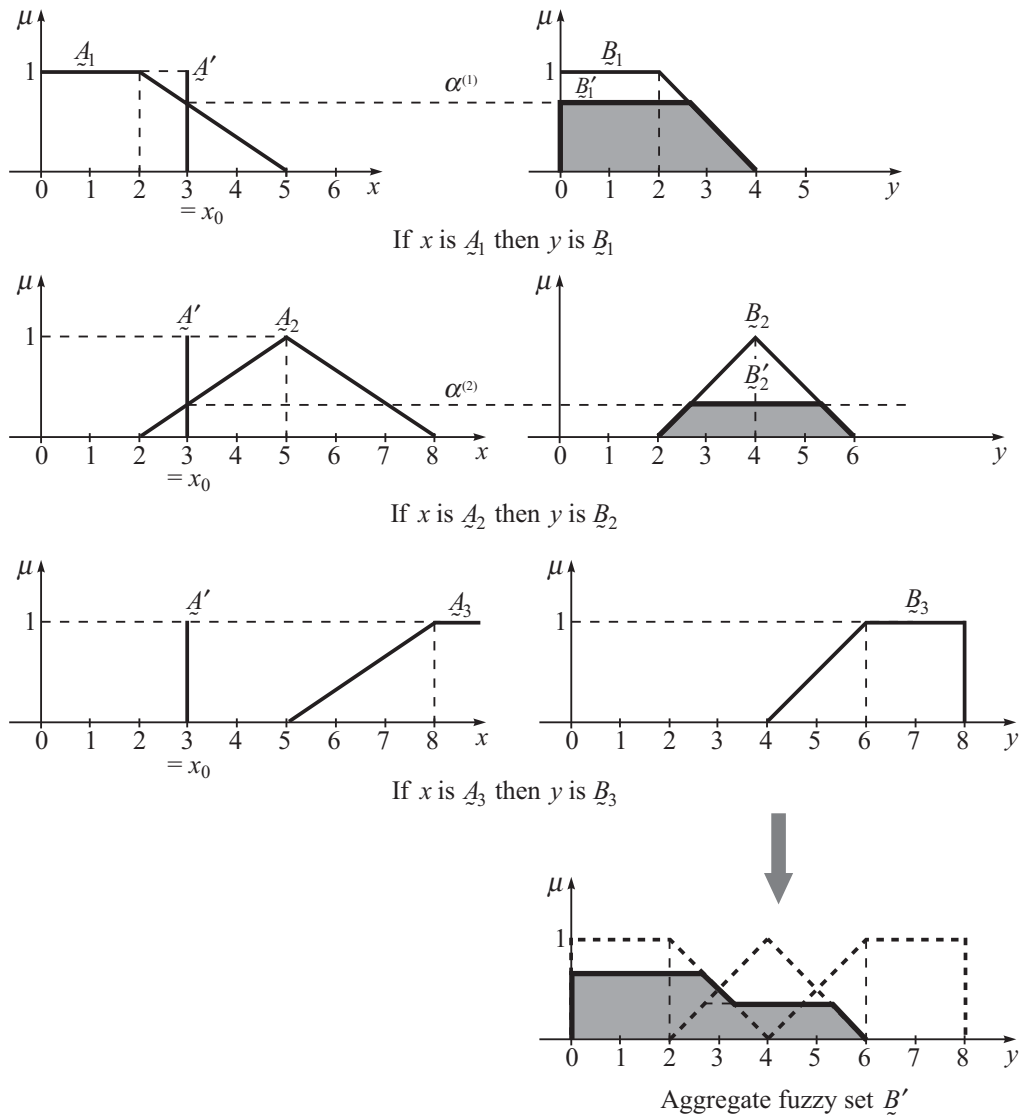 μ μ
A₁ A′ B₁
1 α⁽¹⁾ 1 B₁′
0 1 2 3 4 5 6 x 0 1 2 3 4 5 y
= x₀
If x is A₁ then y is B₁
μ μ
A′ A₂ B₂
1 1
α⁽²⁾ B₂′
0 1 2 3 4 5 6 7 8 x 0 1 2 3 4 5 6 y
= x₀
If x is A₂ then y is B₂
μ μ
A′ A₃ B₃
1 1
0 1 2 3 4 5 6 7 8 x 0 1 2 3 4 5 6 7 8 y
= x₀
If x is A₃ then y is B₃
μ
1
0 1 2 3 4 5 6 7 8 y
Aggregate fuzzy set B′